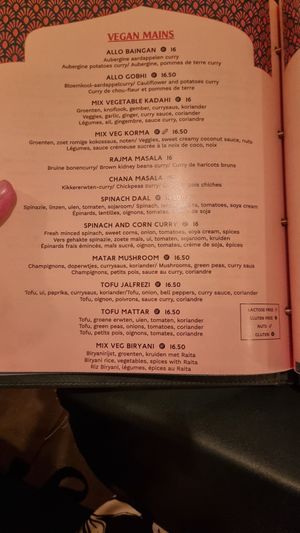 VEGAN MAINS
ALLO BAINGAN 16
Aubergine aardappelen curry
Aubergine potatoes curry/ Aubergine, pommes de terre curry
ALLO GOBHI 16.50
Bloemkool-aardappelcurry/ Cauliflower and potatoes curry
Curry de chou-fleur et pommes de terre
MIX VEGETABLE KADAHI 16.50
Groenten, knoflook, gember, currysaus, koriander
Veggies, garlic, ginger, curry sauce, coriander
Légumes, ail, gingembre, sauce curry, coriandre
MIX VEG KORMA 16.50
Groenten, zoet romige kokossaus, noten/ Veggies, sweet creamy coconut sauce, nuts
Légumes, sauce crémeuse sucrée à la noix de coco, noix
RAJMA MASALA 16
Bruine bonencurry/ Brown kidney beans curry/ Curry de haricots bruns
CHANA MASALA
Kikkererwten-curry/ Chickpeas curry/ pois chiches
SPINACH DAAL 16.50
Spinazie, linzen, uien, tomaten, sojaroom/ Spinach, tomatoes, soya cream
Épinards, lentilles, oignons, tomates, de soja
SPINACH AND CORN CURRY 16.50
Fresh minced spinach, sweet corns, onion, tomatoes, soya cream, spices
Vers gehakte spinazie, zoete maïs, ui, tomaten, sojaroom, kruiden
Épinards frais émincés, maïs sucré, oignon, tomates, crème de soja, épices
MATAR MUSHROOM 16.50
Champignons, doperwtjes, currysaus, koriander/ Mushrooms, green peas, curry saus
Champignons, petits pois, sauce au curry, coriandre
TOFU JALFREZI 16.50
Tofu, ui, paprika, currysaus, koriander/Tofu, onion, bell peppers, curry sauce, coriander
Tofu, oignon, poivrons, sauce curry, coriandre
TOFU MATTAR 16.50
Tofu, groene erwten, uien, tomaten, koriander
Tofu, green peas, onions, tomatoes, coriander
Tofu, petits pois, oignons, tomates, coriandre
MIX VEG BIRYANI 16.50
Biryanirijst, groenten, kruiden met Raita
Biryani rice, vegetables, spices with Raita
Riz Biryani, légumes, épices au Raita
LACTOSE FREE
GLUTEN FREE
NUTS
GLUTEN